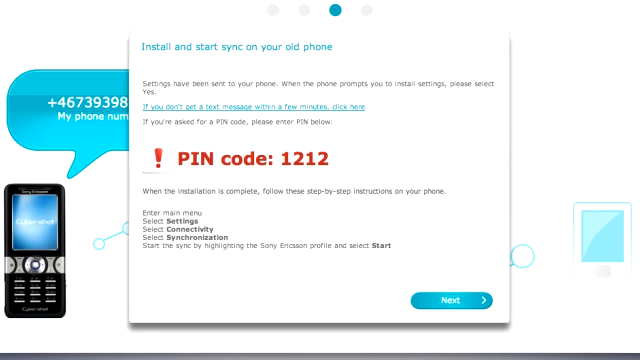 Install and start sync on your old phone
Settings have been sent to your phone. When the phone prompts you to install settings, please select
Yes.
+46739398
My phone num
If you don't get a text message within a few minutes, click here
If you're asked for a PIN code, please enter PIN below:
! PIN code: 1212
When the installation is complete, follow these step-by-step instructions on your phone.
Sony Ericsson
Cyber-shot
Enter main menu
Select Settings
Select Connectivity
Select Synchronization
Start the sync by highlighting the Sony Ericsson profile and select Start
Next
Cyber-shot